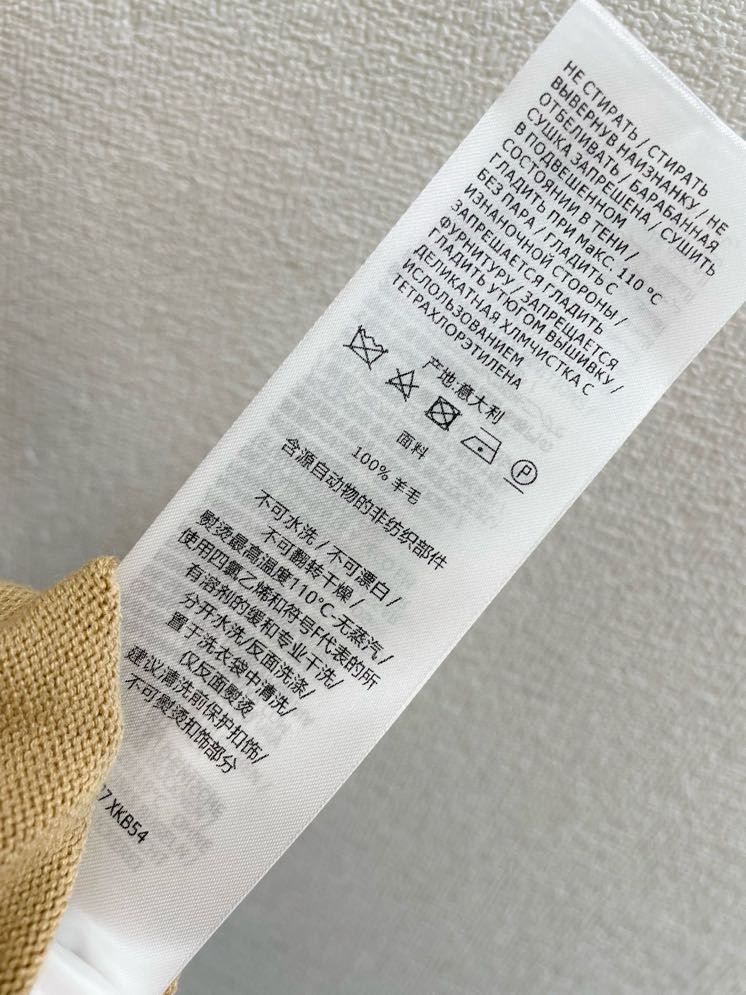 НЕ СТИРАТЬ / СТИРАТЬ
ВЫВЕРНУВ НАИЗНАНКУ / НЕ
ОТБЕЛИВАТЬ / БАРАБАННАЯ
СУШКА ЗАПРЕЩЕНА / СУШИТЬ
В ПОДВЕШЕННОМ
СОСТОЯНИИ В ТЕНИ /
ГЛАДИТЬ ПРИ макс. 110 °C
БЕЗ ПАРА / ГЛАДИТЬ С
ИЗНАНОЧНОЙ СТОРОНЫ /
ЗАПРЕЩАЕТСЯ ГЛАДИТЬ
ФУРНИТУРУ / ЗАПРЕЩАЕТСЯ
ГЛАДИТЬ УТЮГОМ ВЫШИВКУ /
ДЕЛИКАТНАЯ ХЛМЧИСТКА С
ИСПОЛЬЗОВАНИЕМ
ТЕТРАХЛОРЭТИЛЕНА
P
产地:意大利
面料
100% 羊毛
含源自动物的非纺织部件
不可水洗 / 不可漂白 /
不可翻转干燥 /
熨烫最高温度110°C 无蒸汽 /
使用四氯乙烯和符号F代表的所
有溶剂的缓和专业干洗/
分开水洗/反面洗涤/
置于洗衣袋中清洗/
仅反面熨烫
建议清洗前保护扣饰/
不可熨烫扣饰部分
7 XKB54